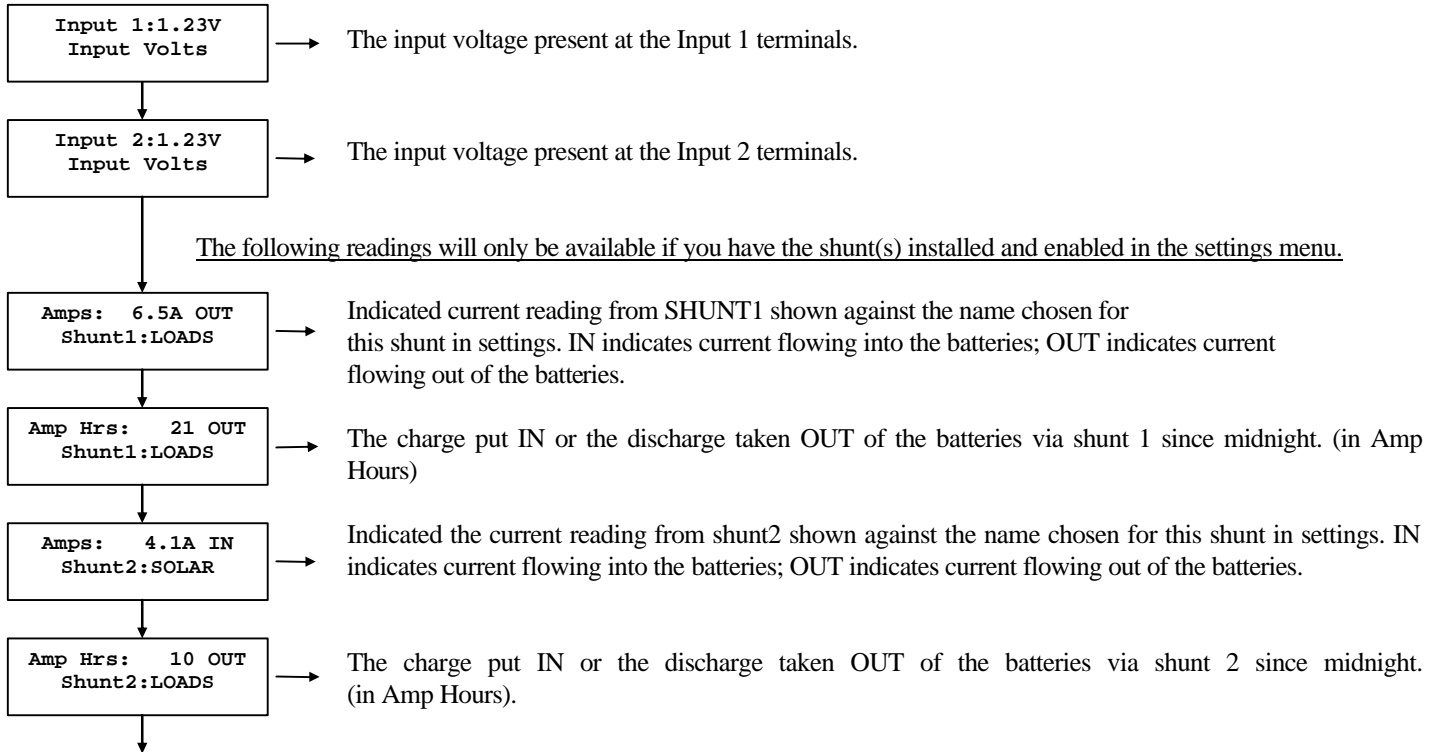 Input 1:1.23V
Input Volts
The input voltage present at the Input 1 terminals.
Input 2:1.23V
Input Volts
The input voltage present at the Input 2 terminals.
The following readings will only be available if you have the shunt(s) installed and enabled in the settings menu.
Amps: 6.5A OUT
Shunt1:LOADS
Indicated current reading from SHUNT1 shown against the name chosen for
this shunt in settings. IN indicates current flowing into the batteries; OUT indicates current
flowing out of the batteries.
Amp Hrs: 21 OUT
Shunt1:LOADS
The charge put IN or the discharge taken OUT of the batteries via shunt 1 since midnight. (in Amp
Hours)
Amps: 4.1A IN
Shunt2:SOLAR
Indicated the current reading from shunt2 shown against the name chosen for this shunt in settings. IN
indicates current flowing into the batteries; OUT indicates current flowing out of the batteries.
Amp Hrs: 10 OUT
Shunt2:LOADS
The charge put IN or the discharge taken OUT of the batteries via shunt 2 since midnight.
(in Amp Hours).